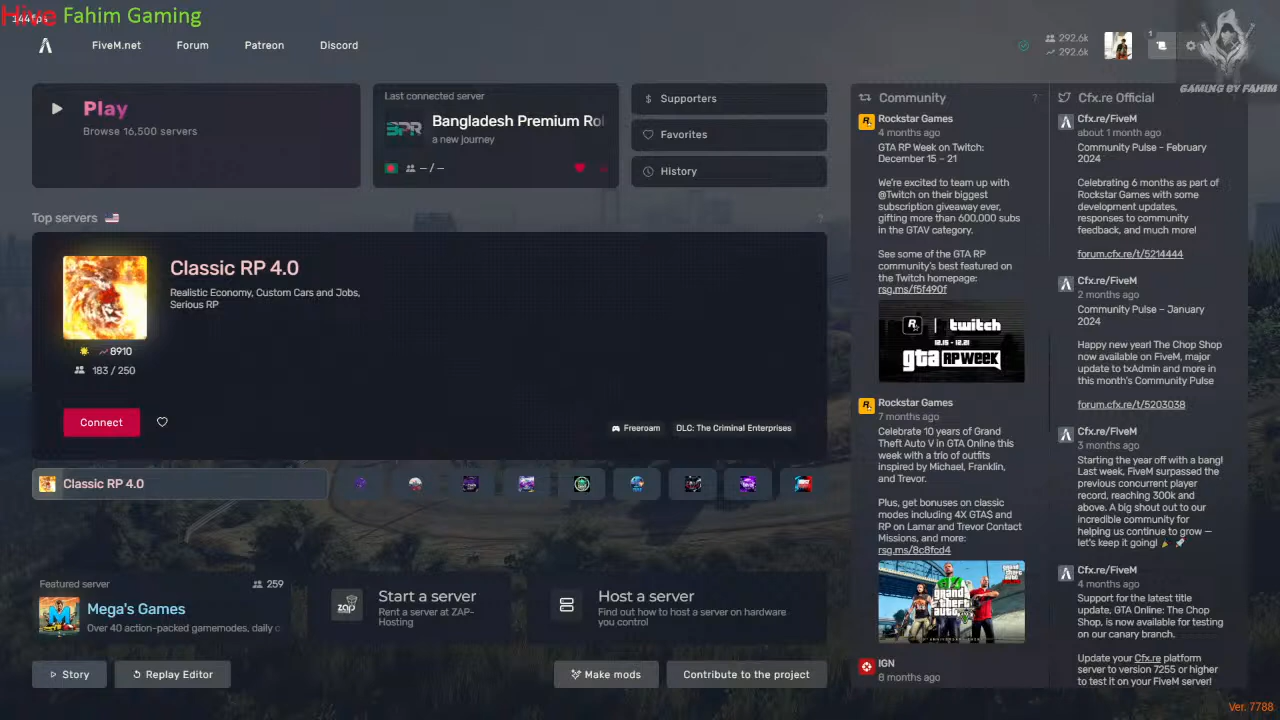 Hive Fahim Gaming
FiveM.net
Forum
Patreon
Discord
292.6k
292.6k
1
GAMING BY FAHIM
Play
Browse 16,500 servers
Last connected server
BPR
Bangladesh Premium Rol
a new journey
– / –
$ Supporters
Favorites
History
Top servers
?
Classic RP 4.0
Realistic Economy, Custom Cars and Jobs,
Serious RP
8910
183 / 250
Connect
Freeroam
DLC: The Criminal Enterprises
Classic RP 4.0
Featured server
259
Mega's Games
Over 40 action-packed gamemodes, daily c
ZAP
Start a server
Rent a server at ZAP-
Hosting
Host a server
Find out how to host a server on hardware
you control
Story
Replay Editor
Make mods
Contribute to the project
Community
?
Rockstar Games
4 months ago
GTA RP Week on Twitch:
December 15 – 21
We're excited to team up with
@Twitch on their biggest
subscription giveaway ever,
gifting more than 600,000 subs
in the GTAV category.
See some of the GTA RP
community's best featured on
the Twitch homepage:
rsg.ms/f5f490f
R | twitch
12.15 - 12.21
gta RP WEEK
Rockstar Games
7 months ago
Celebrate 10 years of Grand
Theft Auto V in GTA Online this
week with a trio of outfits
inspired by Michael, Franklin,
and Trevor.
Plus, get bonuses on classic
modes including 4X GTA$ and
RP on Lamar and Trevor Contact
Missions, and more:
rsg.ms/8c8fcd4
grand
theft
auto
IGN
8 months ago
Cfx.re Official
Cfx.re/FiveM
about 1 month ago
Community Pulse – February
2024
Celebrating 6 months as part of
Rockstar Games with some
development updates,
responses to community
feedback, and much more!
forum.cfx.re/t/5214444
Cfx.re/FiveM
2 months ago
Community Pulse – January
2024
Happy new year! The Chop Shop
now available on FiveM, major
update to txAdmin and more in
this month's Community Pulse
forum.cfx.re/t/5203038
Cfx.re/FiveM
3 months ago
Starting the year off with a bang!
Last week, FiveM surpassed the
previous concurrent player
record, reaching 300k and
above. A big shout out to our
incredible community for
helping us continue to grow —
let's keep it going!
Cfx.re/FiveM
4 months ago
Support for the latest title
update, GTA Online: The Chop
Shop, is now available for testing
on our canary branch.
Update your Cfx.re platform
server to version 7255 or higher
to test it on your FiveM server!
Ver. 7788